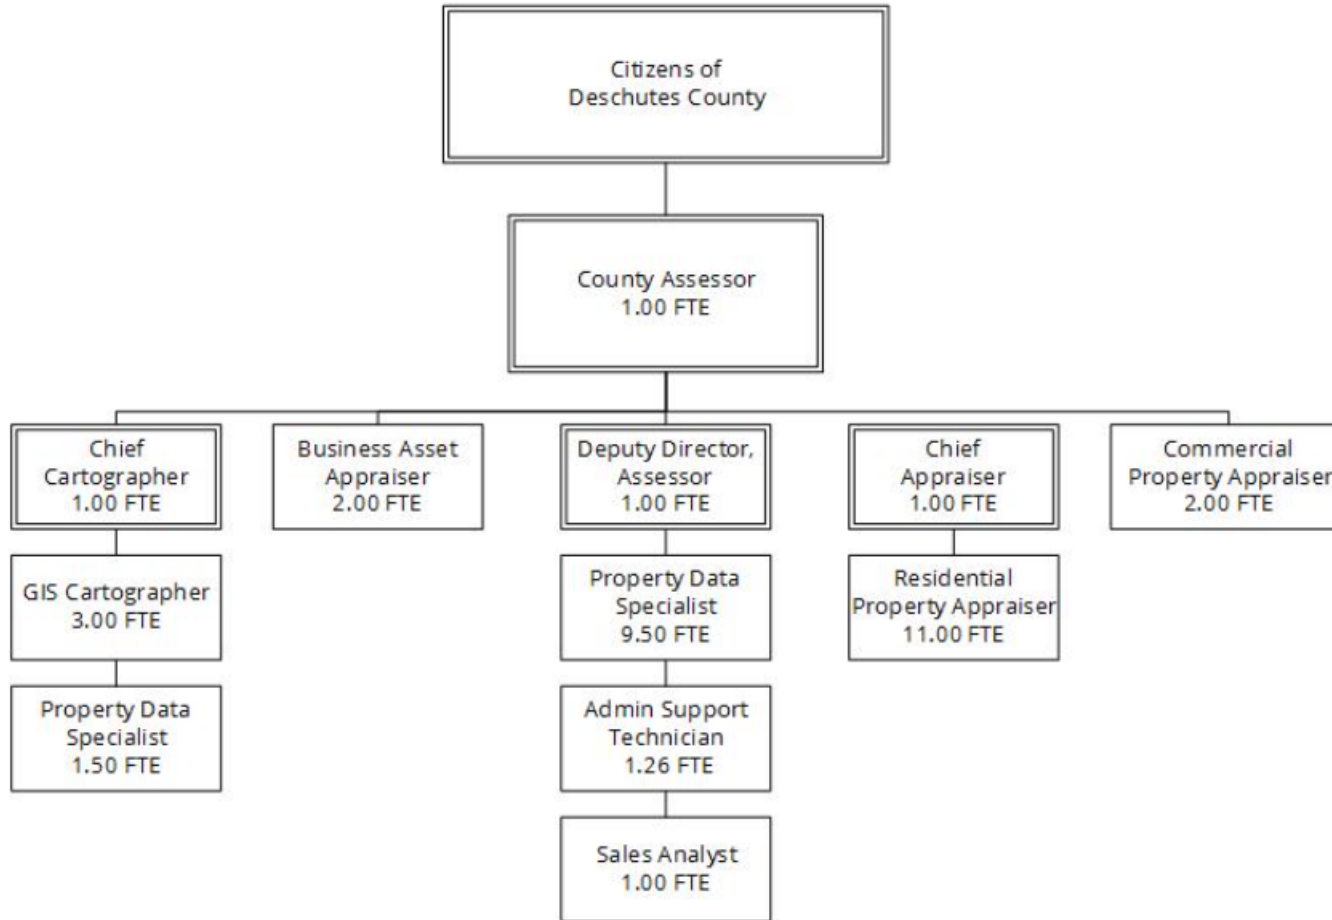 Citizens of
Deschutes County
County Assessor
1.00 FTE
Chief
Cartographer
1.00 FTE
Business Asset
Appraiser
2.00 FTE
Deputy Director,
Assessor
1.00 FTE
Chief
Appraiser
1.00 FTE
Commercial
Property Appraiser
2.00 FTE
GIS Cartographer
3.00 FTE
Property Data
Specialist
9.50 FTE
Residential
Property Appraiser
11.00 FTE
Property Data
Specialist
1.50 FTE
Admin Support
Technician
1.26 FTE
Sales Analyst
1.00 FTE